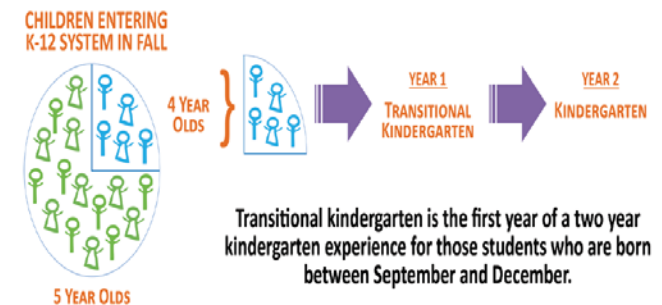 CHILDREN ENTERING
K-12 SYSTEM IN FALL
4 YEAR
OLDS
YEAR 1
TRANSITIONAL
KINDERGARTEN
YEAR 2
KINDERGARTEN
Transitional kindergarten is the first year of a two year
kindergarten experience for those students who are born
between September and December.
5 YEAR OLDS